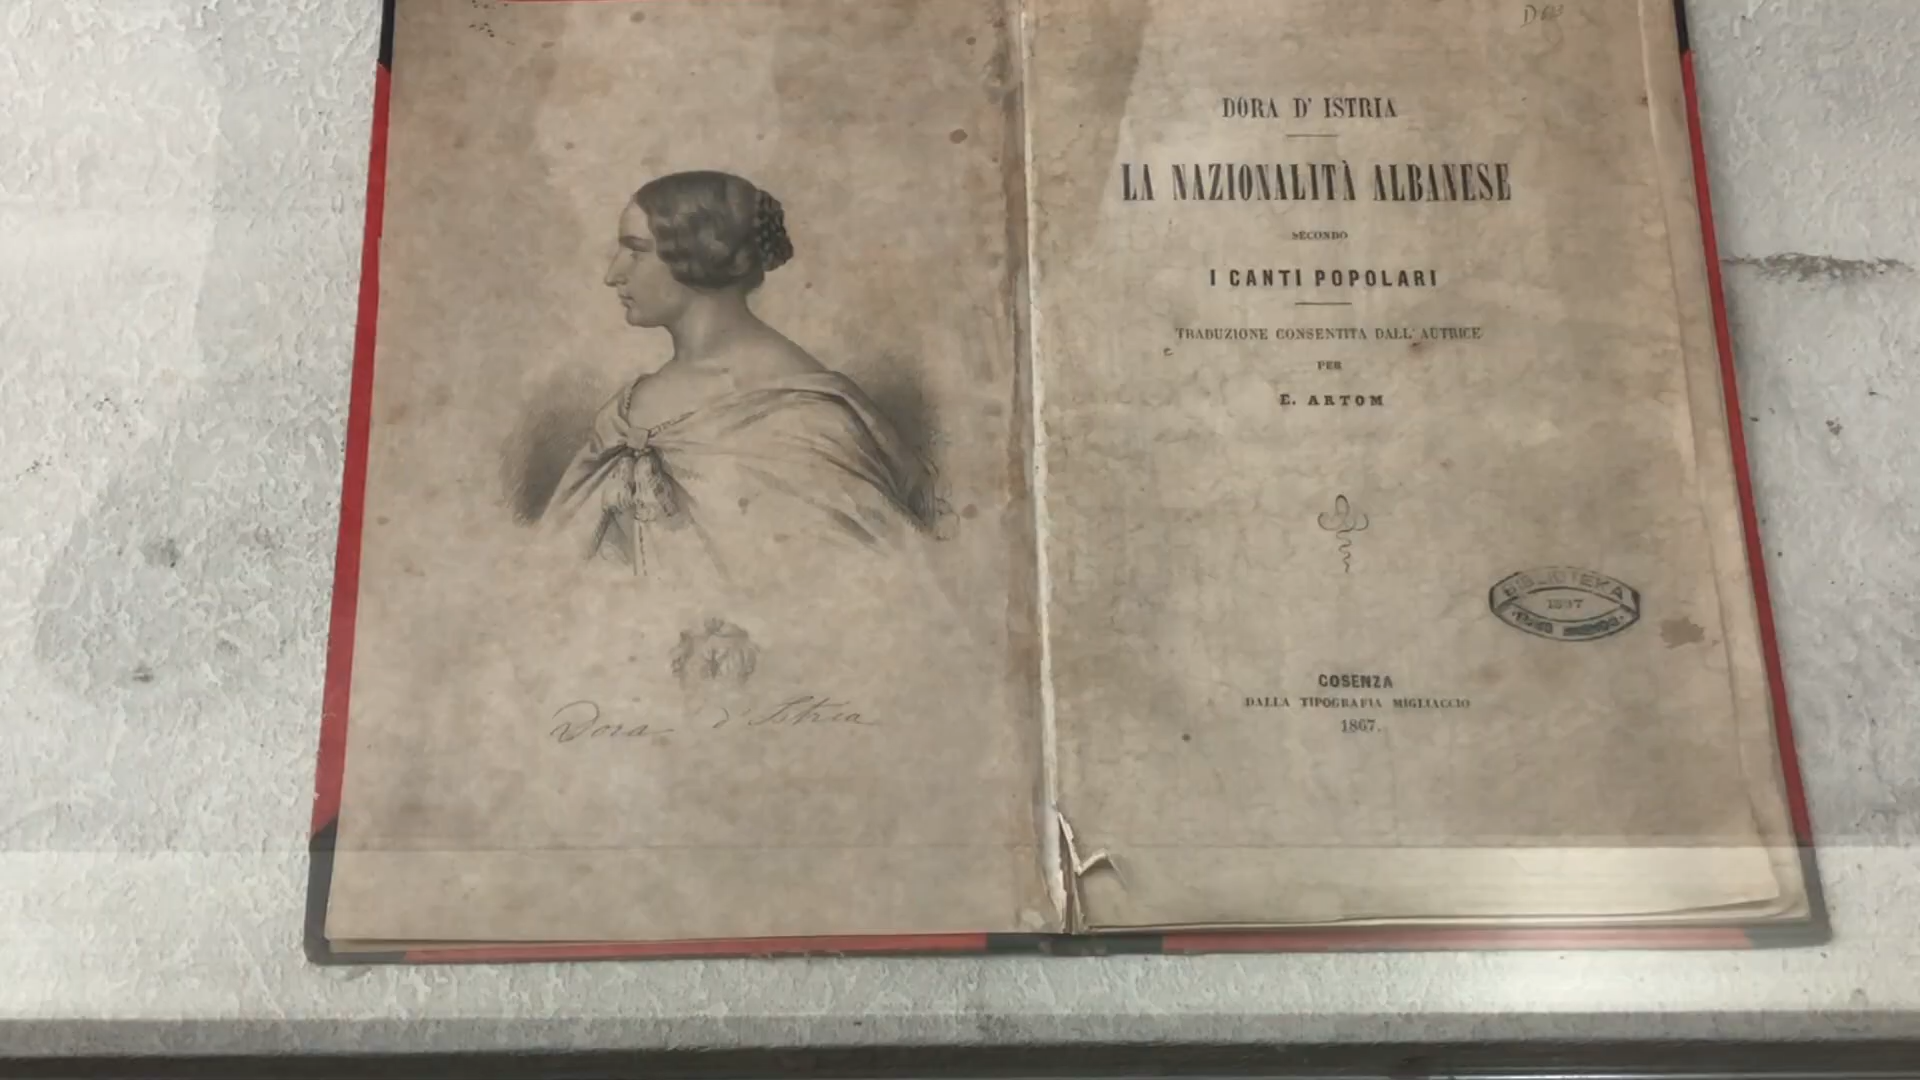 Dora d' Istria
DORA D' ISTRIA
LA NAZIONALITÀ ALBANESE
SECONDO
I CANTI POPOLARI
TRADUZIONE CONSENTITA DALL' AUTRICE
PER
E. ARTOM
BIBLIOTEKA
COSENZA
DALLA TIPOGRAFIA MIGLIACCIO
1867.